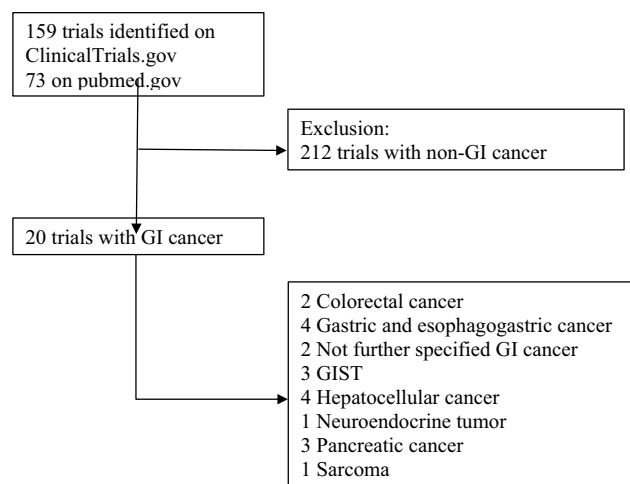 159 trials identified on
ClinicalTrials.gov
73 on pubmed.gov
Exclusion:
212 trials with non-GI cancer
20 trials with GI cancer
2 Colorectal cancer
4 Gastric and esophagogastric cancer
2 Not further specified GI cancer
3 GIST
4 Hepatocellular cancer
1 Neuroendocrine tumor
3 Pancreatic cancer
1 Sarcoma